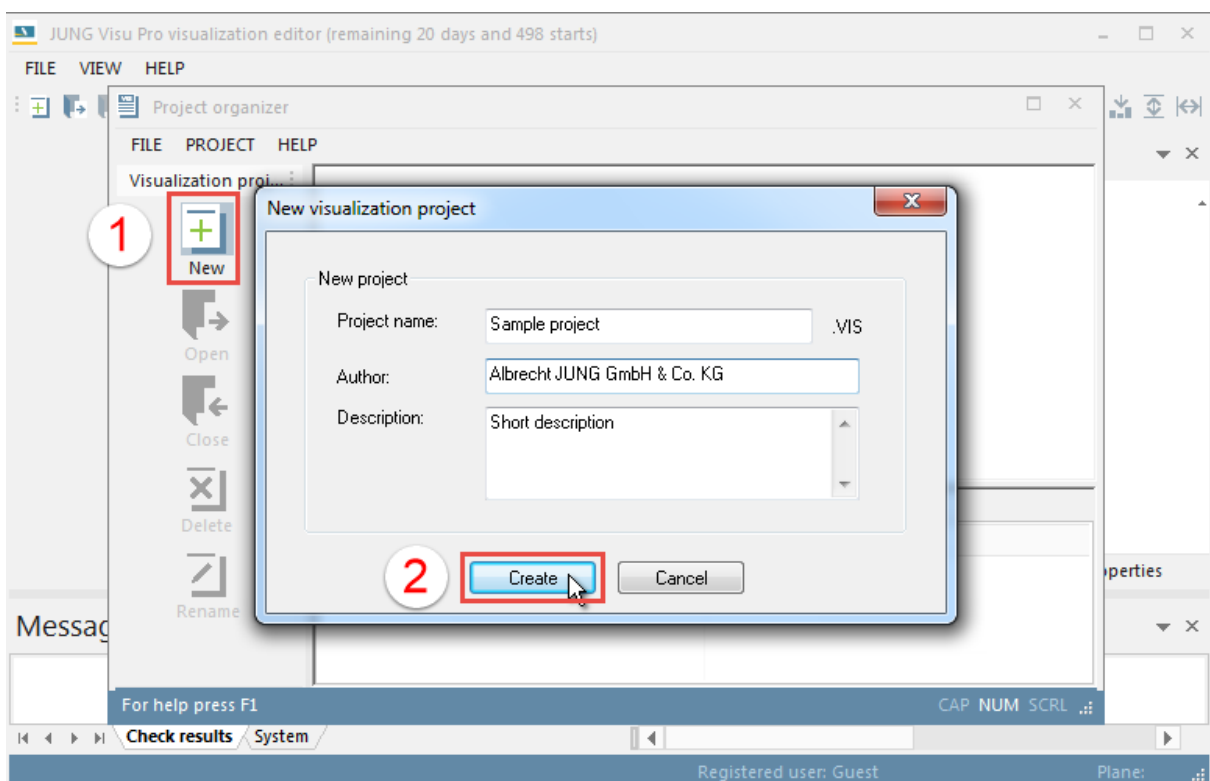 JUNG Visu Pro visualization editor (remaining 20 days and 498 starts)
FILE VIEW HELP
Project organizer
FILE PROJECT HELP
Visualization proj...
1
New
Open
Close
Delete
Rename
New visualization project
New project
Project name: Sample project .VIS
Author: Albrecht JUNG GmbH & Co. KG
Description: Short description
2 Create Cancel
operties
Messag
For help press F1 CAP NUM SCRL
Check results System
Registered user: Guest Plane: